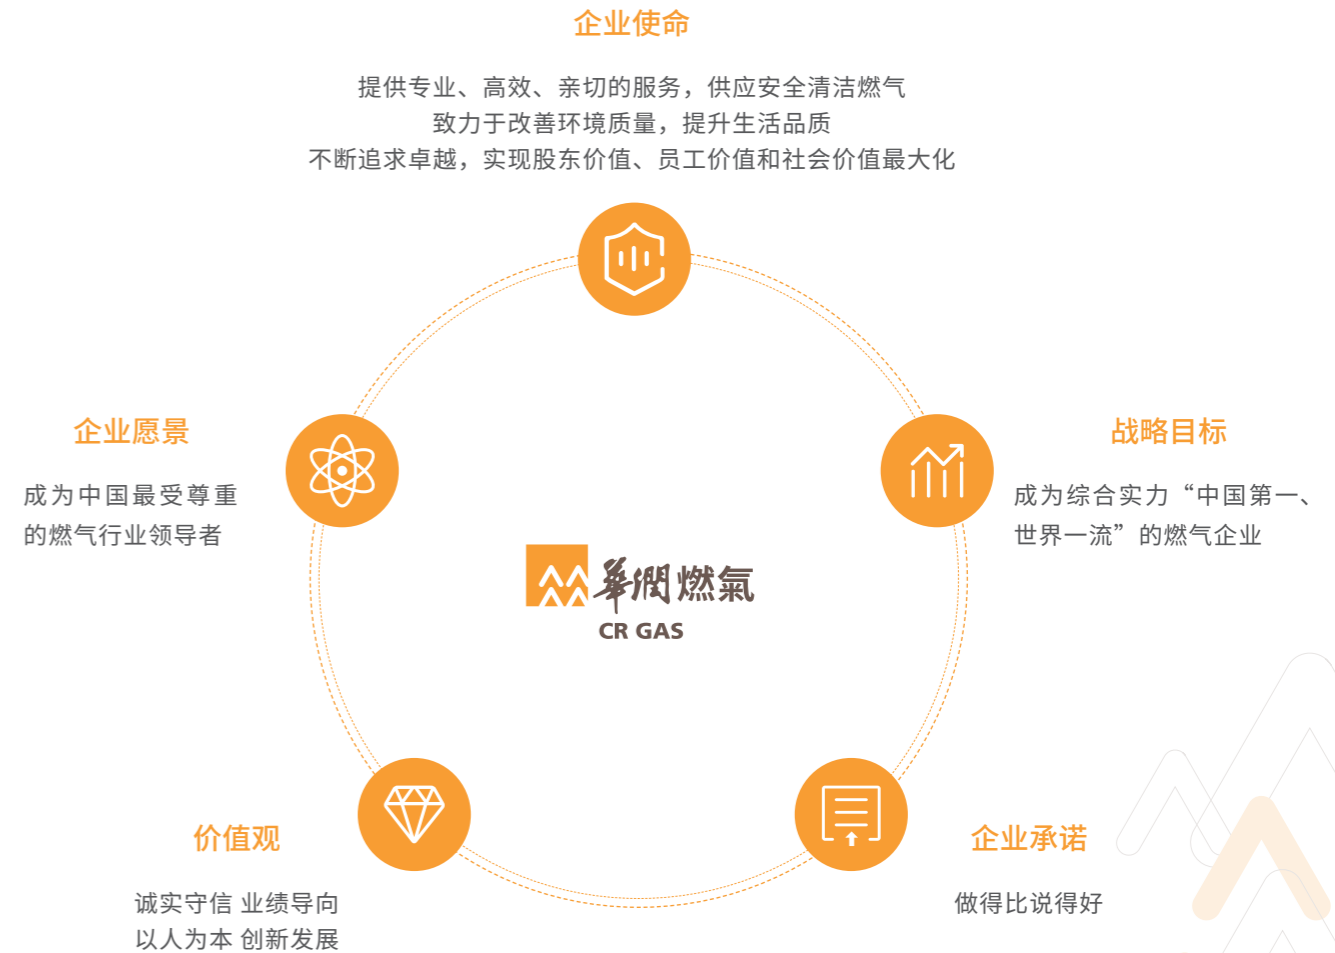 企业使命
提供专业、高效、亲切的服务，供应安全清洁燃气
致力于改善环境质量，提升生活品质
不断追求卓越，实现股东价值、员工价值和社会价值最大化
企业愿景
成为中国最受尊重
的燃气行业领导者
战略目标
成为综合实力“中国第一、
世界一流”的燃气企业
華潤燃氣
CR GAS
价值观
诚实守信 业绩导向
以人为本 创新发展
企业承诺
做得比说得好